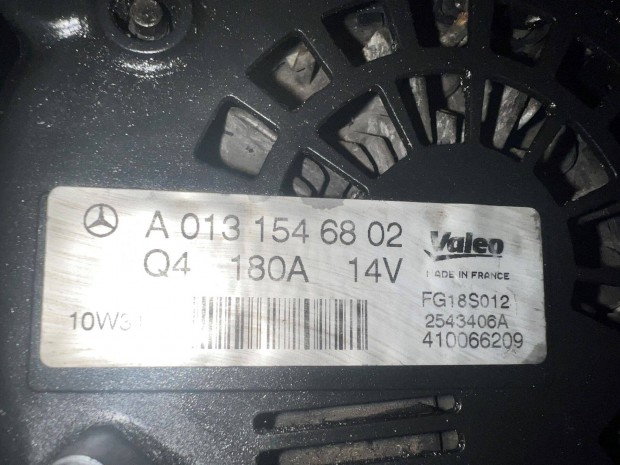 A 013 154 68 02
Q4 180A 14V
Valeo
MADE IN FRANCE
FG18S012
2543406A
410066209